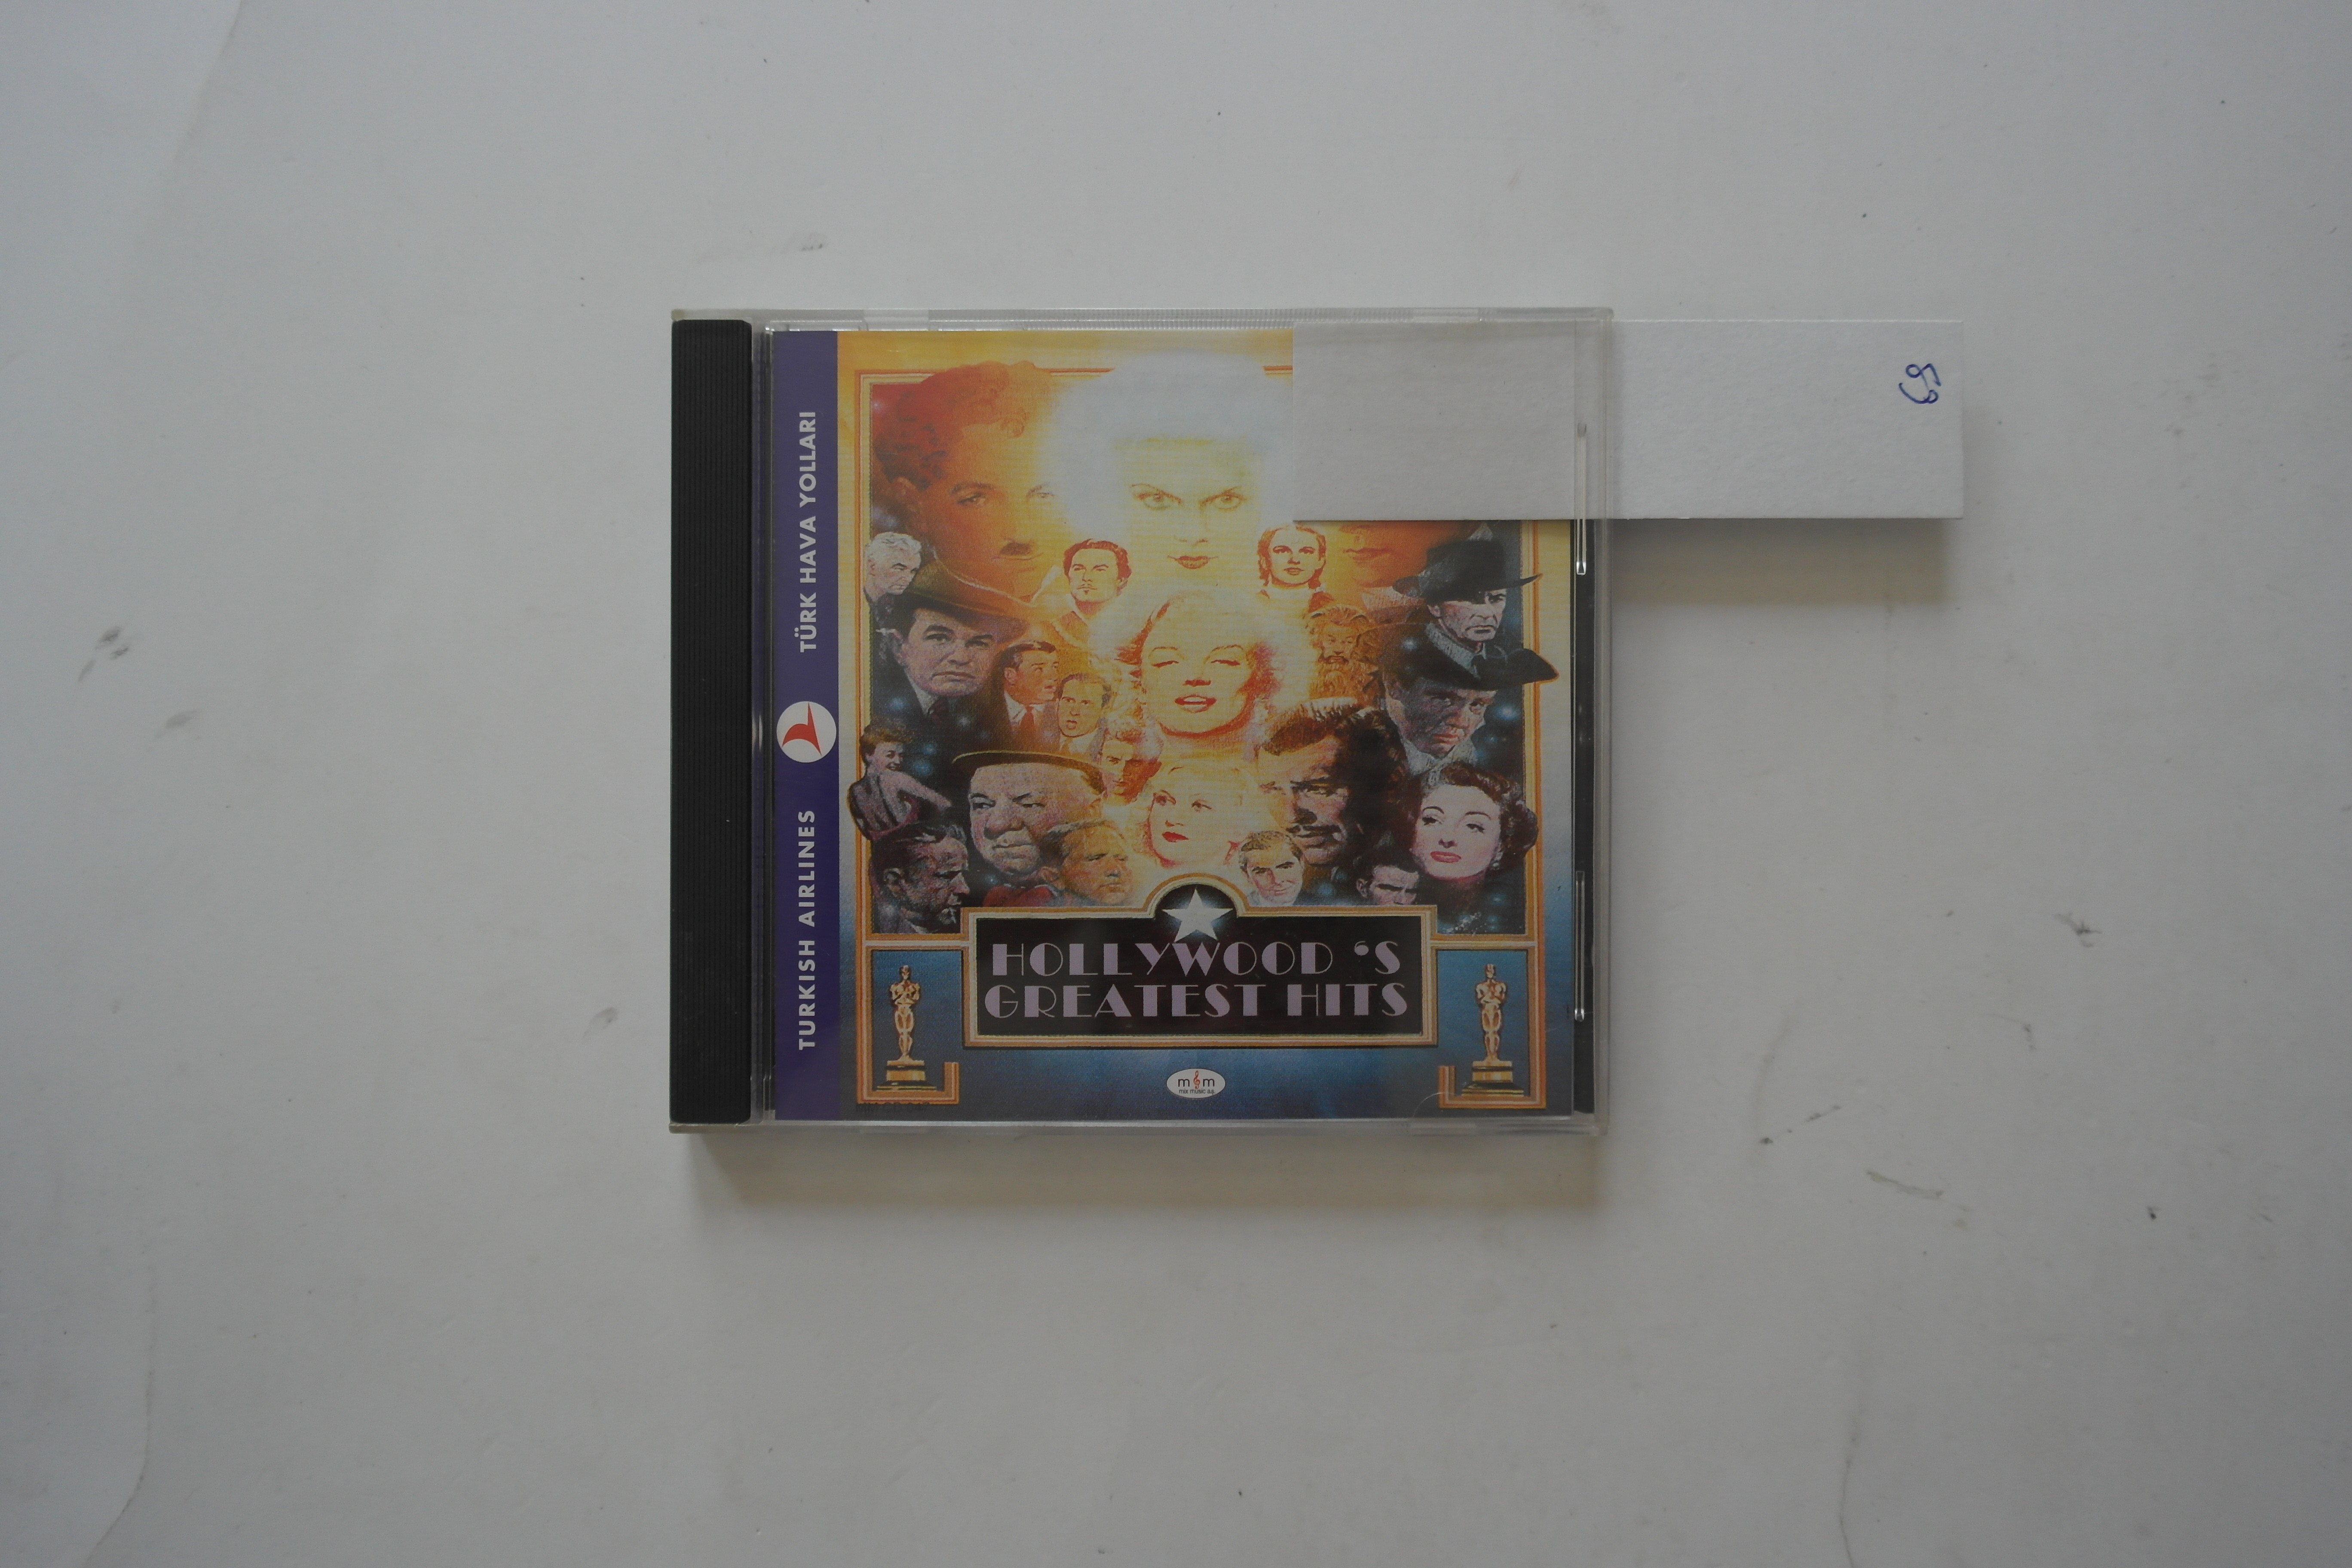 TÜRK HAVA YOLLARI
TURKISH AIRLINES
HOLLYWOOD ‘S
GREATEST HITS
m m